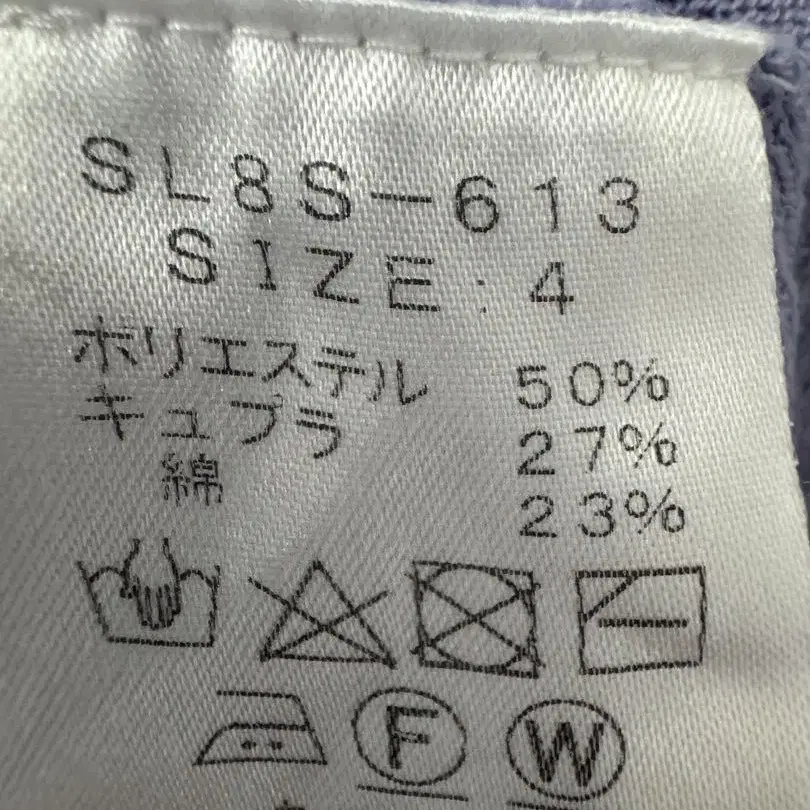 SL8S-613
SIZE:4
ポリエステル 50%
キュプラ 27%
綿 23%
F W